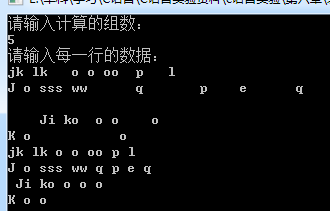 请输入计算的组数:
5
请输入每一行的数据:
jk lk   o o oo  p   l
J o sss ww      q       p    e      q
    Ji ko  o o    o
K o           o
jk lk o o oo p l
J o sss ww q p e q
 Ji ko o o o
K o o